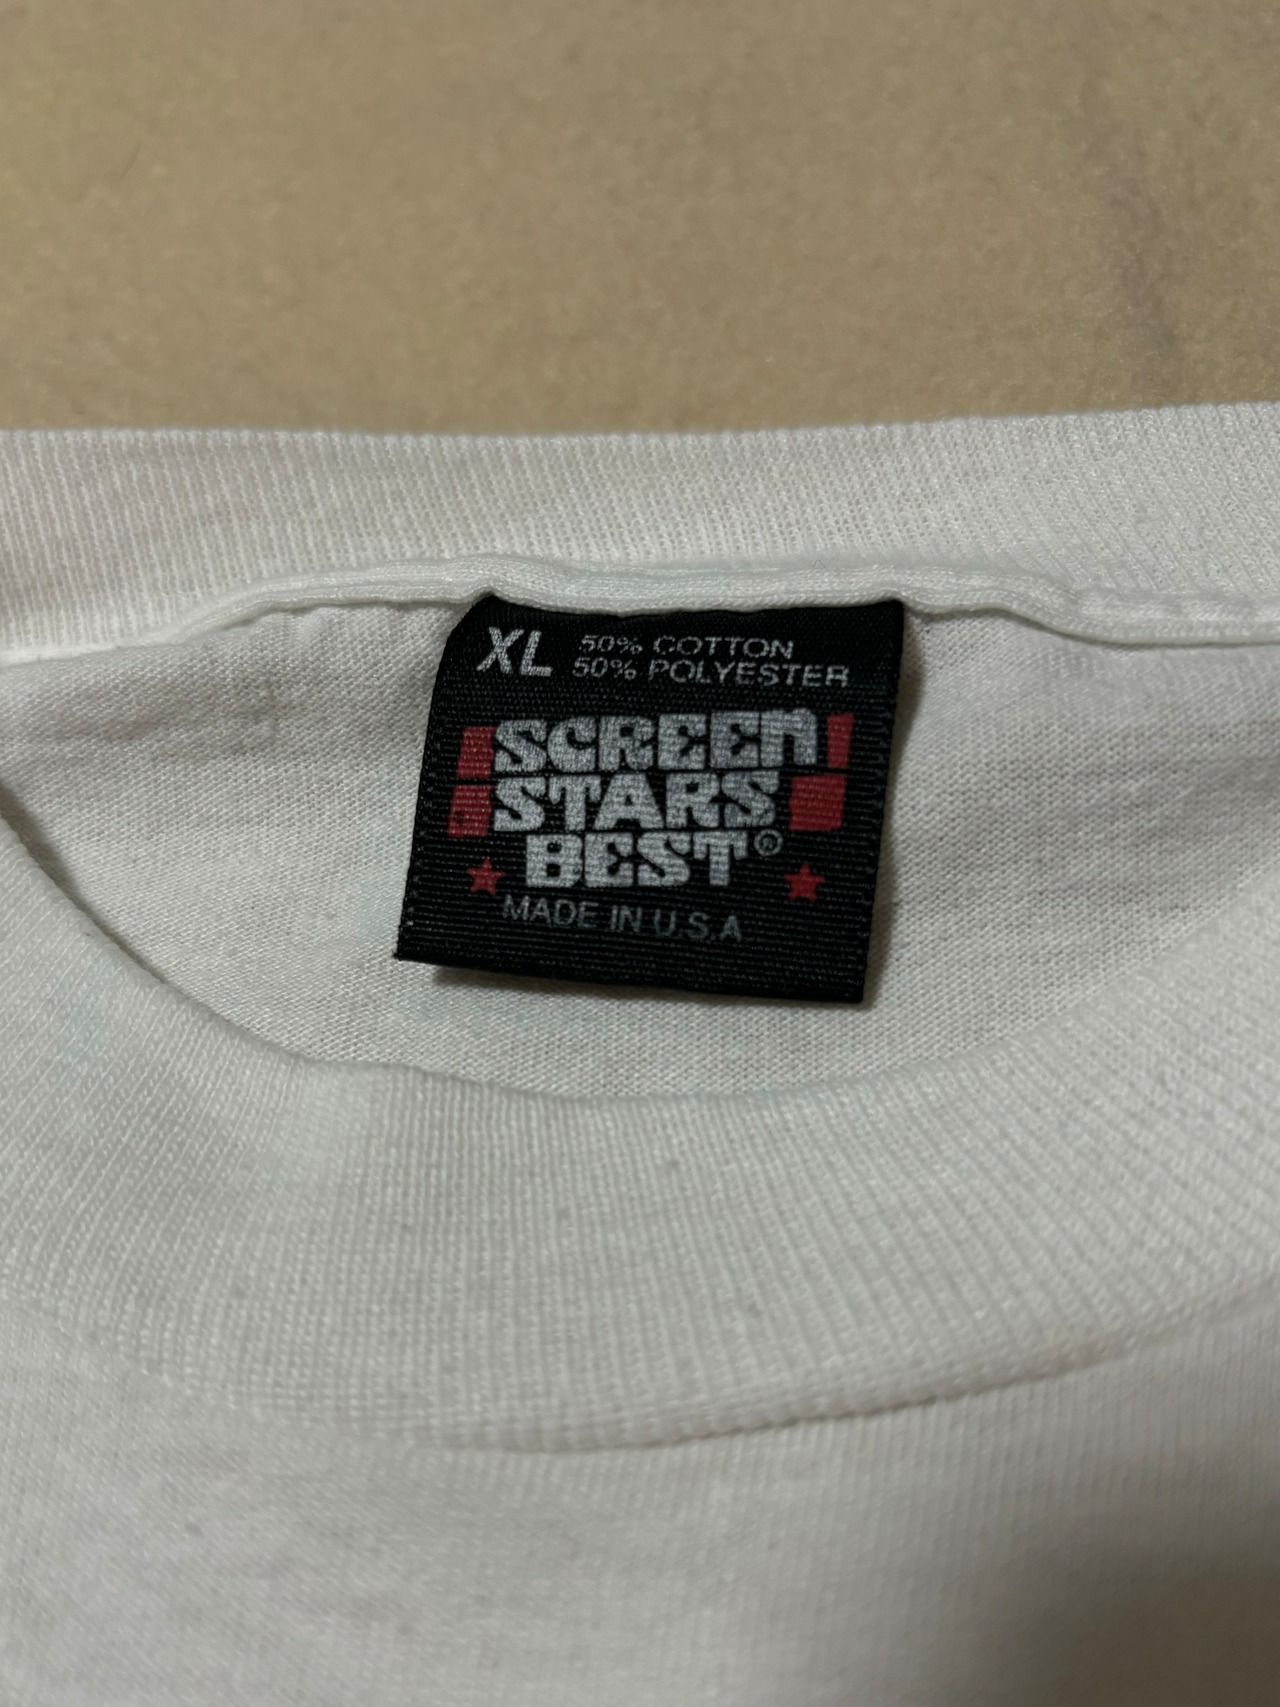 XL 50% COTTON
50% POLYESTER
SCREEN
STARS
BEST®
MADE IN U.S.A